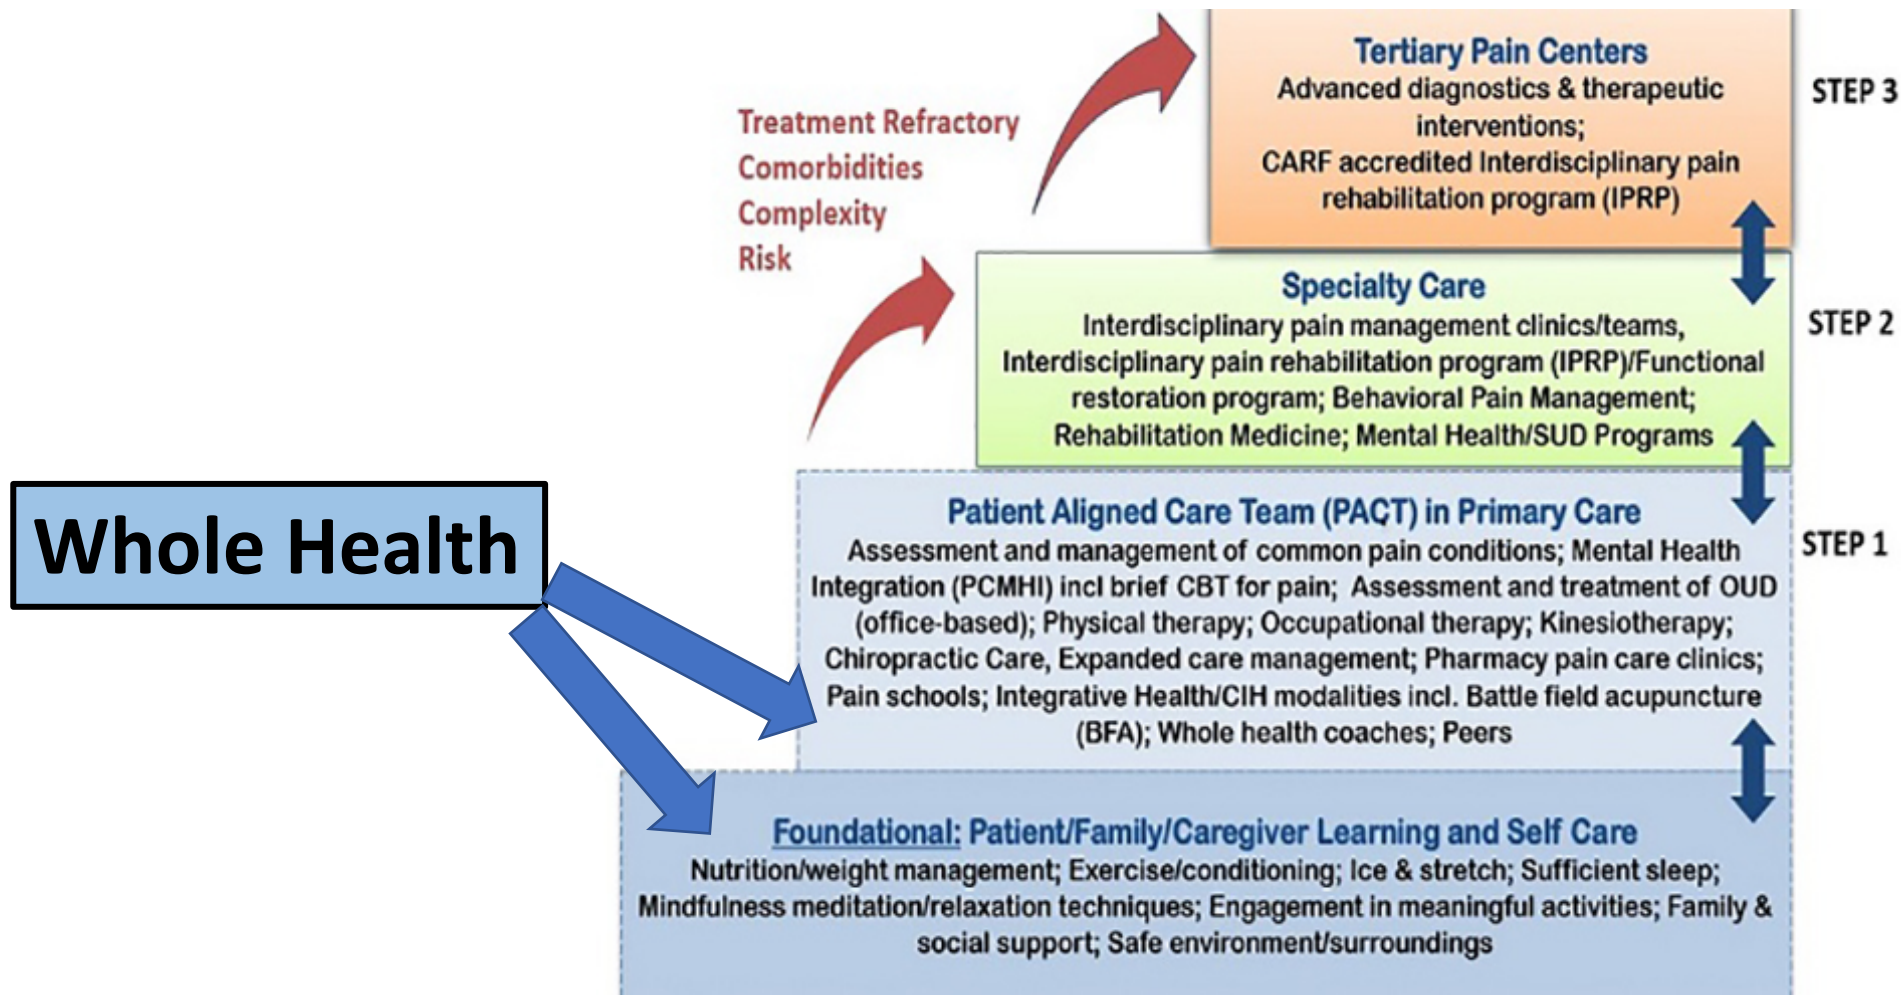 Tertiary Pain Centers
Advanced diagnostics & therapeutic
interventions;
CARF accredited Interdisciplinary pain
rehabilitation program (IPRP)
STEP 3
Treatment Refractory
Comorbidities
Complexity
Risk
Specialty Care
Interdisciplinary pain management clinics/teams,
Interdisciplinary pain rehabilitation program (IPRP)/Functional
restoration program; Behavioral Pain Management;
Rehabilitation Medicine; Mental Health/SUD Programs
STEP 2
Whole Health
Patient Aligned Care Team (PACT) in Primary Care
Assessment and management of common pain conditions; Mental Health
Integration (PCMHI) incl brief CBT for pain; Assessment and treatment of OUD
(office-based); Physical therapy; Occupational therapy; Kinesiotherapy;
Chiropractic Care, Expanded care management; Pharmacy pain care clinics;
Pain schools; Integrative Health/CIH modalities incl. Battle field acupuncture
(BFA); Whole health coaches; Peers
STEP 1
Foundational: Patient/Family/Caregiver Learning and Self Care
Nutrition/weight management; Exercise/conditioning; Ice & stretch; Sufficient sleep;
Mindfulness meditation/relaxation techniques; Engagement in meaningful activities; Family &
social support; Safe environment/surroundings